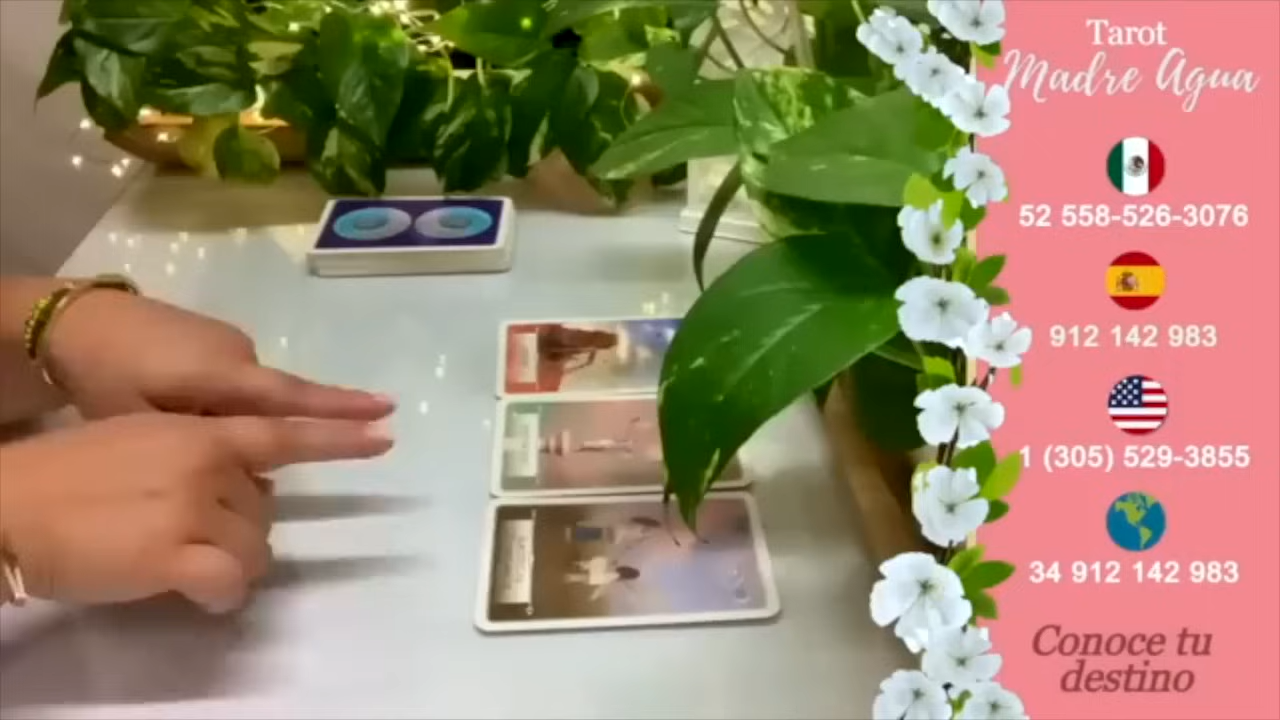 Tarot
Madre Agua
52 558-526-3076
912 142 983
1 (305) 529-3855
34 912 142 983
Conoce tu
destino